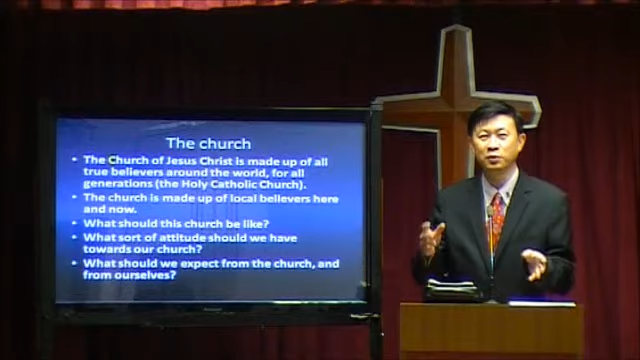 The church
• The Church of Jesus Christ is made up of all
true believers around the world, for all
generations (the Holy Catholic Church).
• The church is made up of local believers here
and now.
• What should this church be like?
• What sort of attitude should we have
towards our church?
• What should we expect from the church, and
from ourselves?